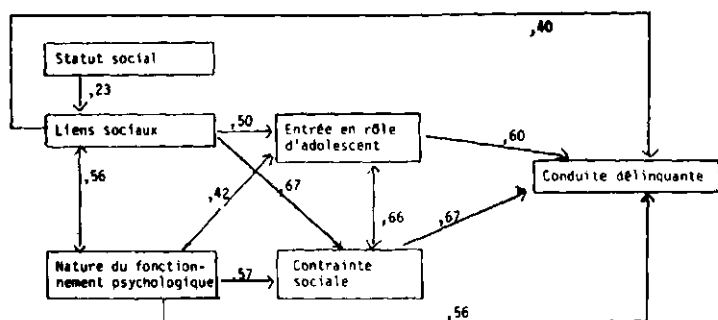 ,40
Statut social
,23
Liens sociaux
,50
Entrée en rôle
d'adolescent
,60
Conduite délinquante
,56
,42
,67
,66
,62
Nature du fonction-
nement psychologique
,57
Contrainte
sociale
,56